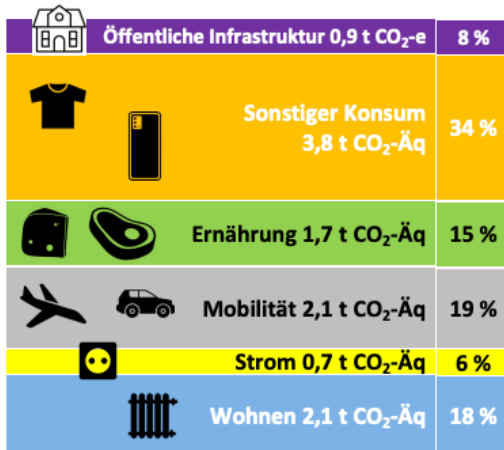 Öffentliche Infrastruktur 0,9 t CO₂-e 8 %
Sonstiger Konsum
3,8 t CO₂-Äq 34 %
Ernährung 1,7 t CO₂-Äq 15 %
Mobilität 2,1 t CO₂-Äq 19 %
Strom 0,7 t CO₂-Äq 6 %
Wohnen 2,1 t CO₂-Äq 18 %